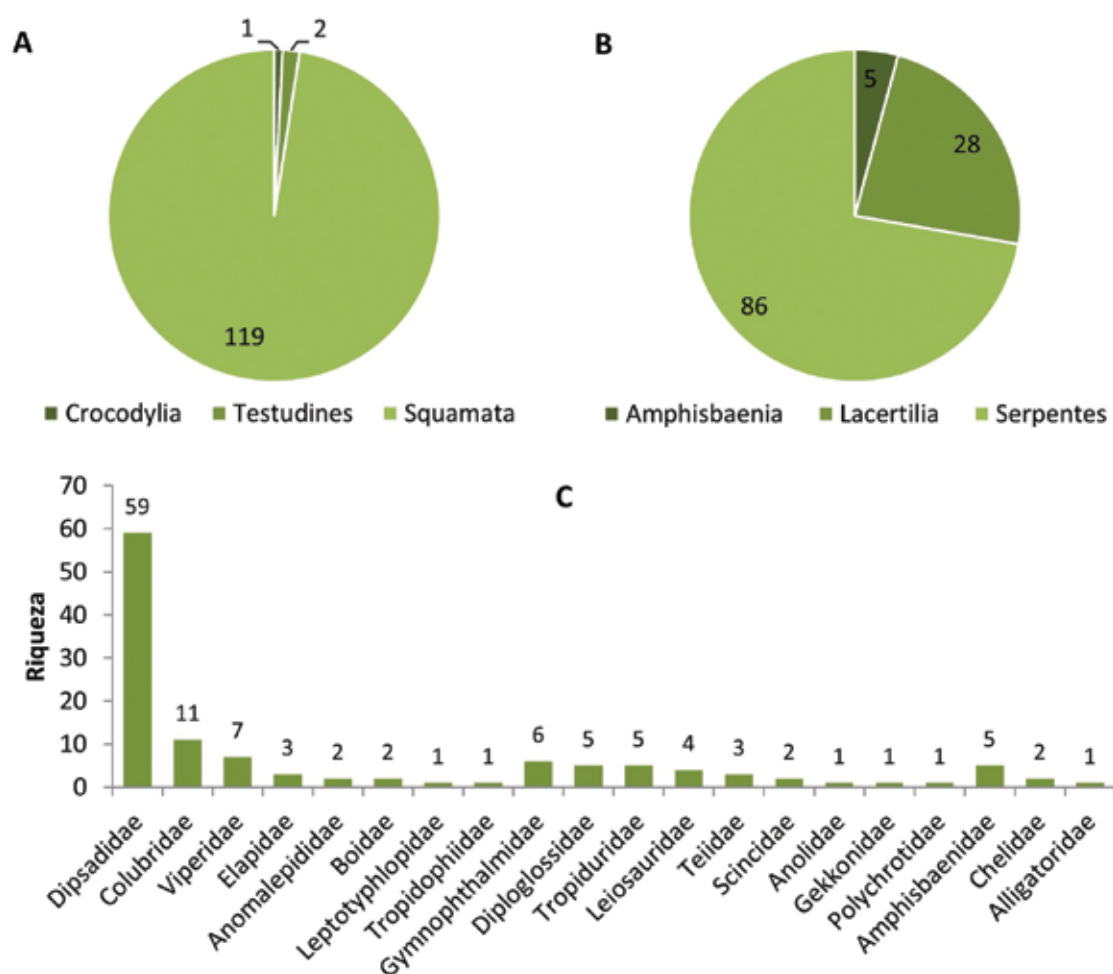 A
1
2
119
Crocodylia Testudines Squamata
B
5
28
86
Amphisbaenia Lacertilia Serpentes
C
Riqueza
70
60
50
40
30
20
10
0
59
11
7
3
2
2
1
1
6
5
5
4
3
2
1
1
1
5
2
1
Dipsadidae
Colubridae
Viperidae
Elapidae
Anomalepididae
Boidae
Leptotyphlopidae
Tropidophiidae
Gymnophthalmidae
Diploglossidae
Tropiduridae
Leiosauridae
Teiidae
Scincidae
Anolidae
Gekkonidae
Polychrotidae
Amphisbaenidae
Chelidae
Alligatoridae